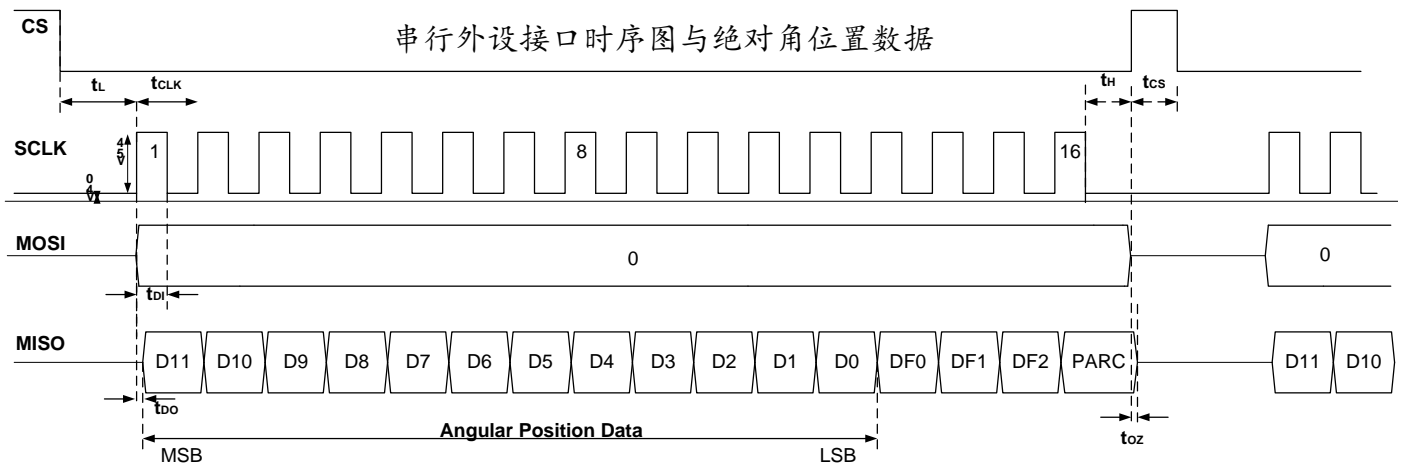 CS
串行外设接口时序图与绝对角位置数据
tL tCLK tH tCS
SCLK 45V 04V 1 8 16
MOSI 0 0
tDI
MISO D11 D10 D9 D8 D7 D6 D5 D4 D3 D2 D1 D0 DF0 DF1 DF2 PARC D11 D10
tDO
Angular Position Data
tOZ
MSB LSB